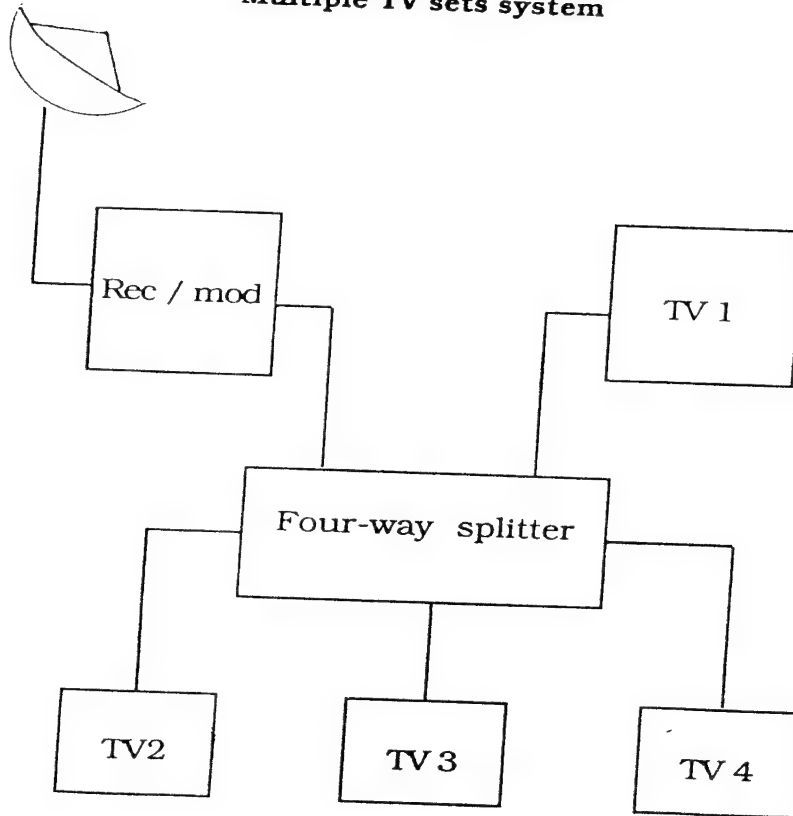 Multiple TV sets system
Rec / mod
TV 1
Four-way splitter
TV2
TV 3
TV 4